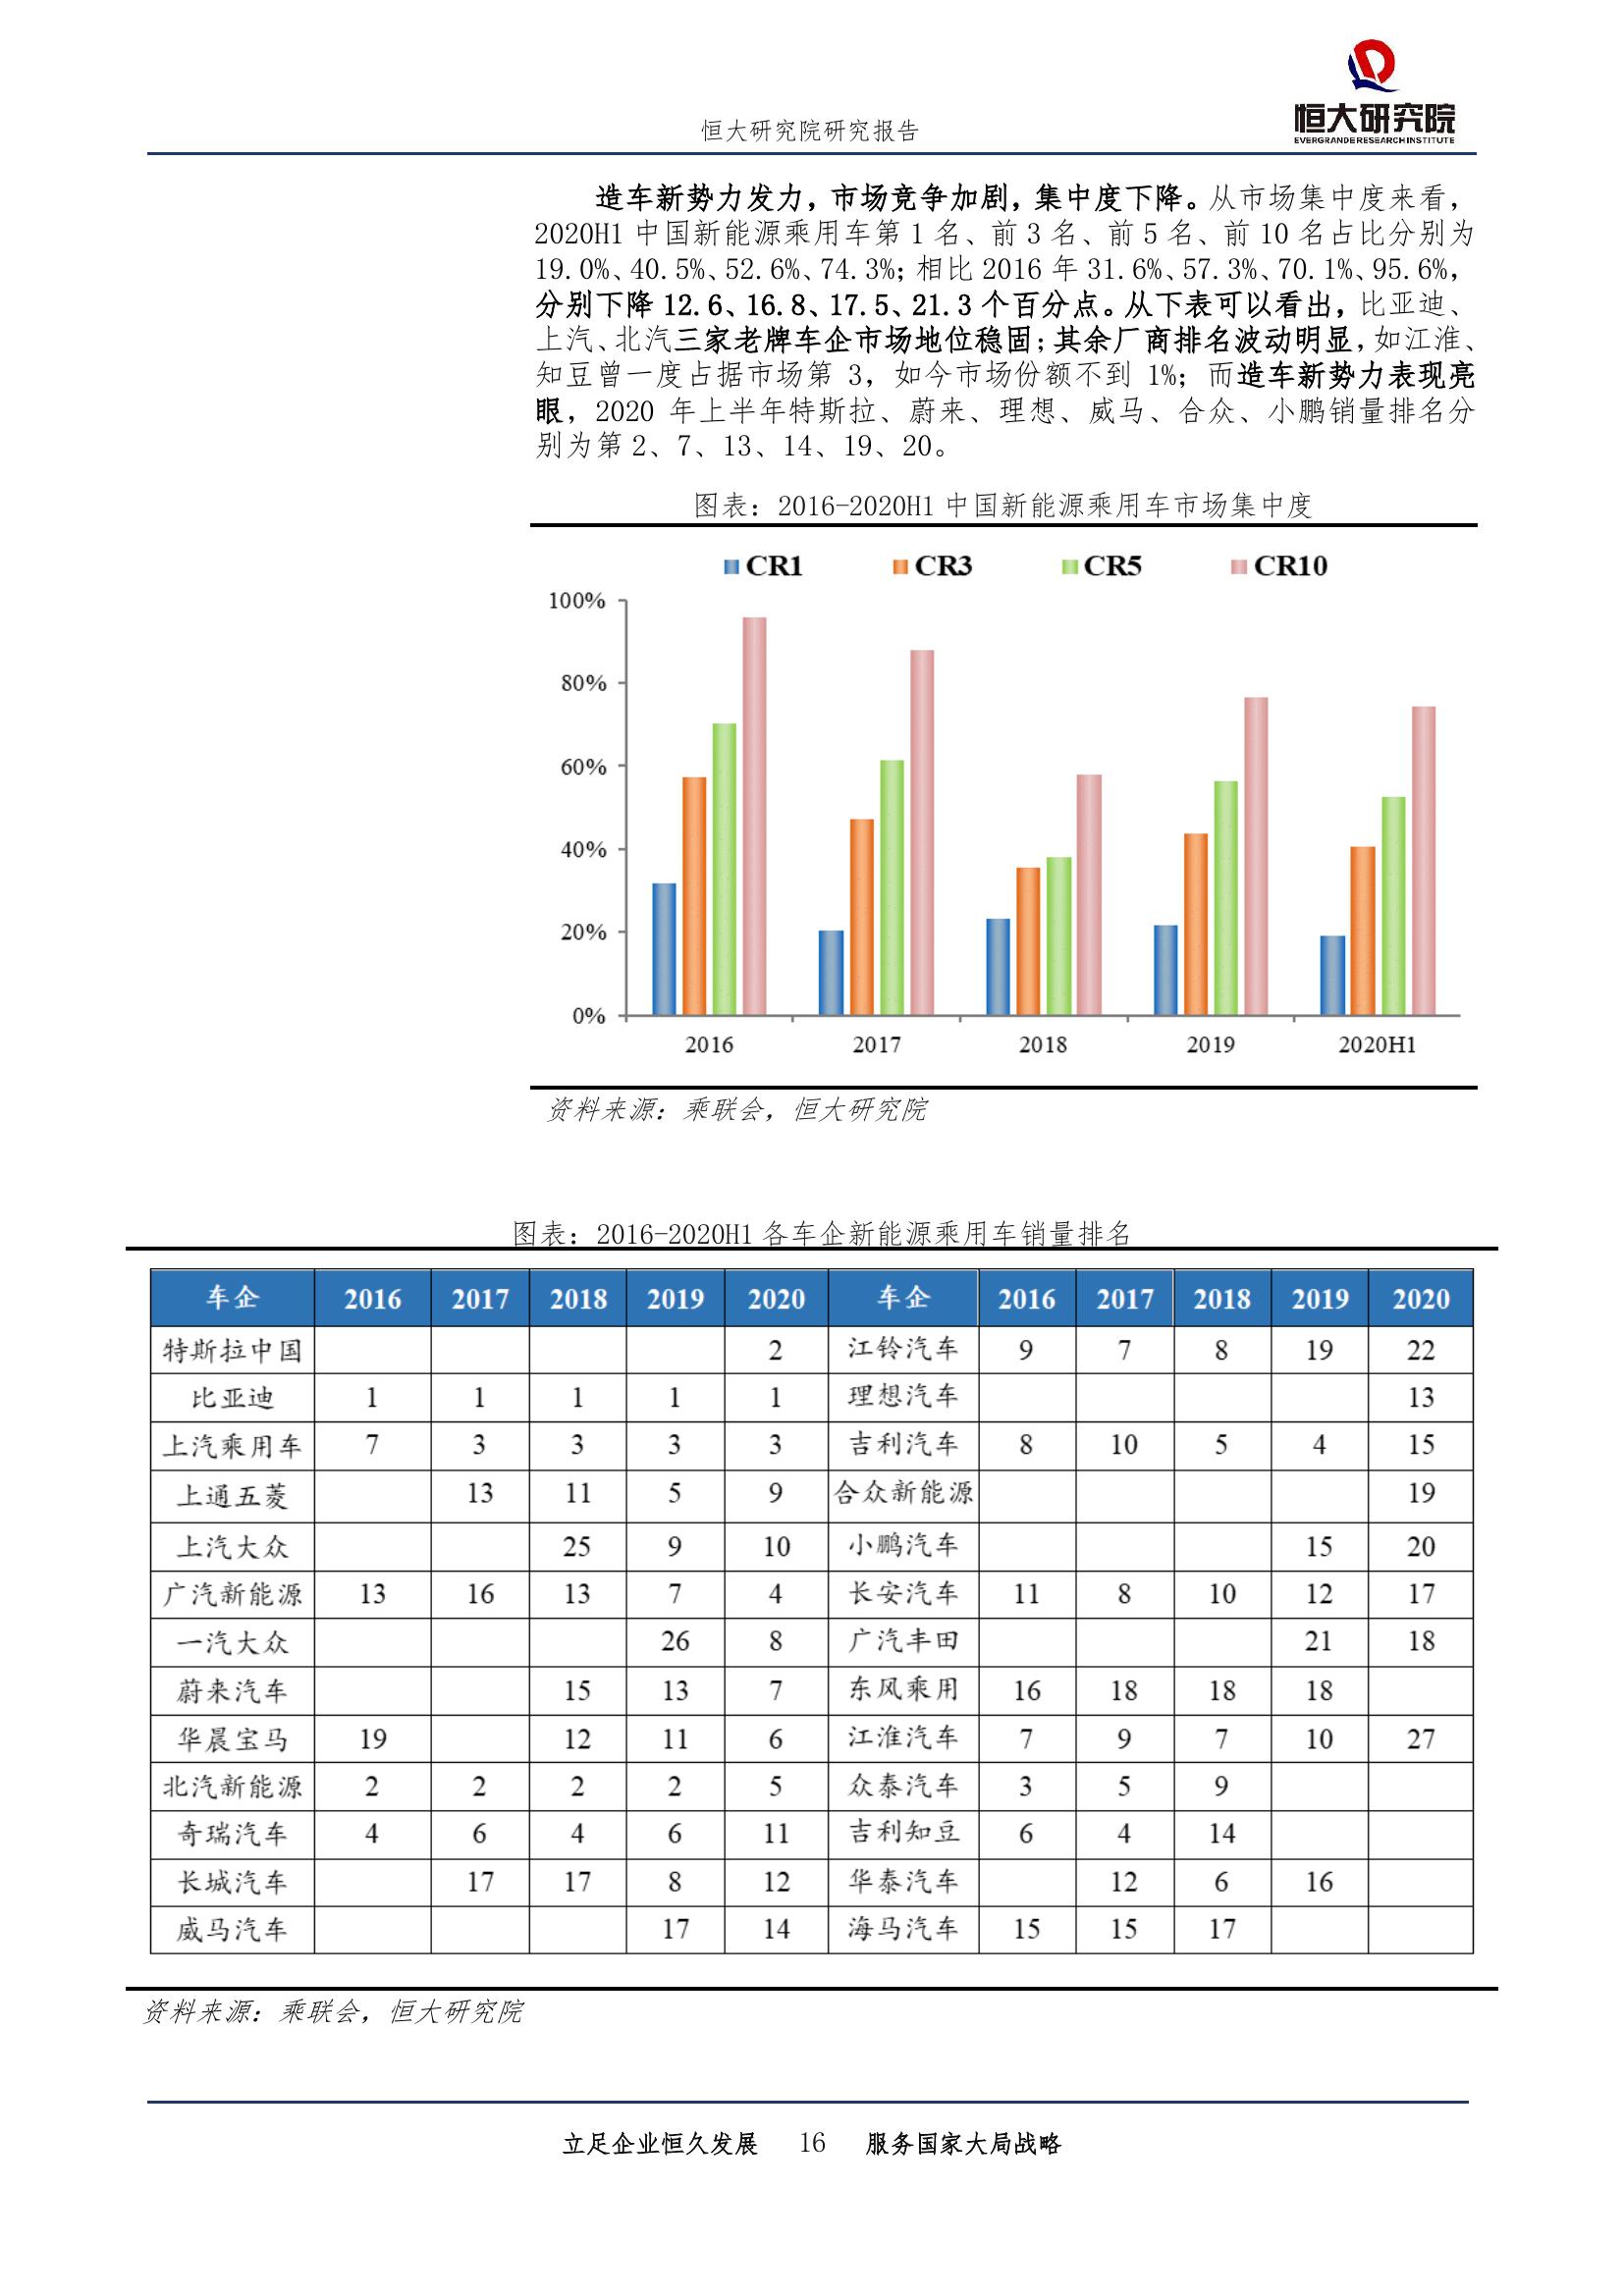 恒大研究院研究报告
恒大研究院
EVERGRANDE RESEARCH INSTITUTE
造车新势力发力，市场竞争加剧，集中度下降。从市场集中度来看，
2020H1 中国新能源乘用车第 1 名、前 3 名、前 5 名、前 10 名占比分别为
19.0%、40.5%、52.6%、74.3%；相比 2016 年 31.6%、57.3%、70.1%、95.6%，
分别下降 12.6、16.8、17.5、21.3 个百分点。从下表可以看出，比亚迪、
上汽、北汽三家老牌车企市场地位稳固；其余厂商排名波动明显，如江淮、
知豆曾一度占据市场第 3，如今市场份额不到 1%；而造车新势力表现亮
眼，2020 年上半年特斯拉、蔚来、理想、威马、合众、小鹏销量排名分
别为第 2、7、13、14、19、20。
图表：2016-2020H1 中国新能源乘用车市场集中度
CR1 CR3 CR5 CR10
100%
80%
60%
40%
20%
0%
2016 2017 2018 2019 2020H1
资料来源：乘联会，恒大研究院
图表：2016-2020H1 各车企新能源乘用车销量排名
车企 2016 2017 2018 2019 2020 车企 2016 2017 2018 2019 2020
特斯拉中国 2 江铃汽车 9 7 8 19 22
比亚迪 1 1 1 1 1 理想汽车 13
上汽乘用车 7 3 3 3 3 吉利汽车 8 10 5 4 15
上通五菱 13 11 5 9 合众新能源 19
上汽大众 25 9 10 小鹏汽车 15 20
广汽新能源 13 16 13 7 4 长安汽车 11 8 10 12 17
一汽大众 26 8 广汽丰田 21 18
蔚来汽车 15 13 7 东风乘用 16 18 18 18
华晨宝马 19 12 11 6 江淮汽车 7 9 7 10 27
北汽新能源 2 2 2 2 5 众泰汽车 3 5 9
奇瑞汽车 4 6 4 6 11 吉利知豆 6 4 14
长城汽车 17 17 8 12 华泰汽车 12 6 16
威马汽车 17 14 海马汽车 15 15 17
资料来源：乘联会，恒大研究院
立足企业恒久发展 16 服务国家大局战略